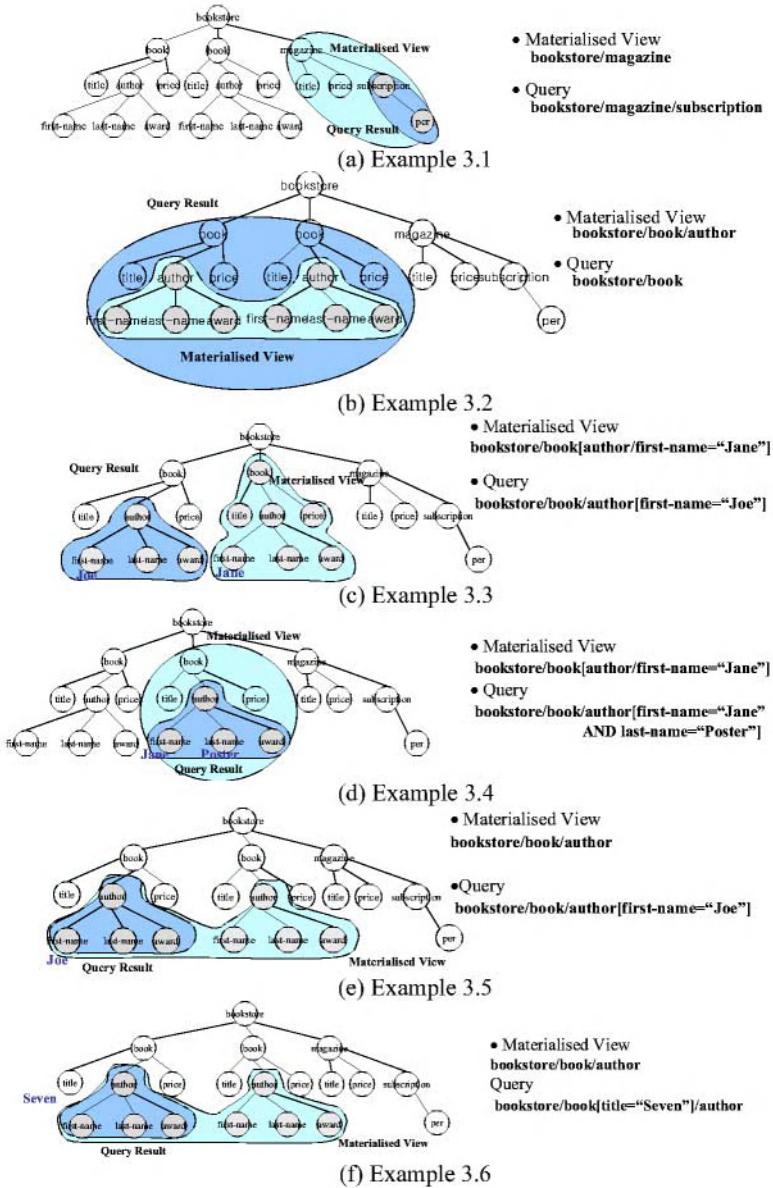 bookstore
book
book
magazine
Materialised View
title
author
price
title
author
price
title
price
subscription
first-name
last-name
award
first-name
last-name
award
per
Query Result
• Materialised View
bookstore/magazine
• Query
bookstore/magazine/subscription
(a) Example 3.1
bookstore
Query Result
book
book
magazine
title
author
price
title
author
price
title
price
subscription
first-name
last-name
award
first-name
last-name
award
per
Materialised View
• Materialised View
bookstore/book/author
• Query
bookstore/book
(b) Example 3.2
bookstore
Query Result
book
book
Materialised View
magazine
title
author
price
title
author
price
title
price
subscription
first-name
last-name
award
first-name
last-name
award
per
Joe
Jane
• Materialised View
bookstore/book[author/first-name=“Jane”]
• Query
bookstore/book/author[first-name=“Joe”]
(c) Example 3.3
bookstore
Materialised View
book
book
magazine
title
author
price
title
author
price
title
price
subscription
first-name
last-name
award
first-name
last-name
award
per
Jane
Poster
Query Result
• Materialised View
bookstore/book[author/first-name=“Jane”]
• Query
bookstore/book/author[first-name=“Jane”
AND last-name=“Poster”]
(d) Example 3.4
bookstore
book
book
magazine
title
author
price
title
author
price
title
price
subscription
first-name
last-name
award
first-name
last-name
award
per
Joe
Query Result
Materialised View
• Materialised View
bookstore/book/author
•Query
bookstore/book/author[first-name=“Joe”]
(e) Example 3.5
bookstore
book
book
magazine
title
author
price
title
author
price
title
price
subscription
Seven
first-name
last-name
award
first-name
last-name
award
per
Query Result
Materialised View
• Materialised View
bookstore/book/author
Query
bookstore/book[title=“Seven”]/author
(f) Example 3.6